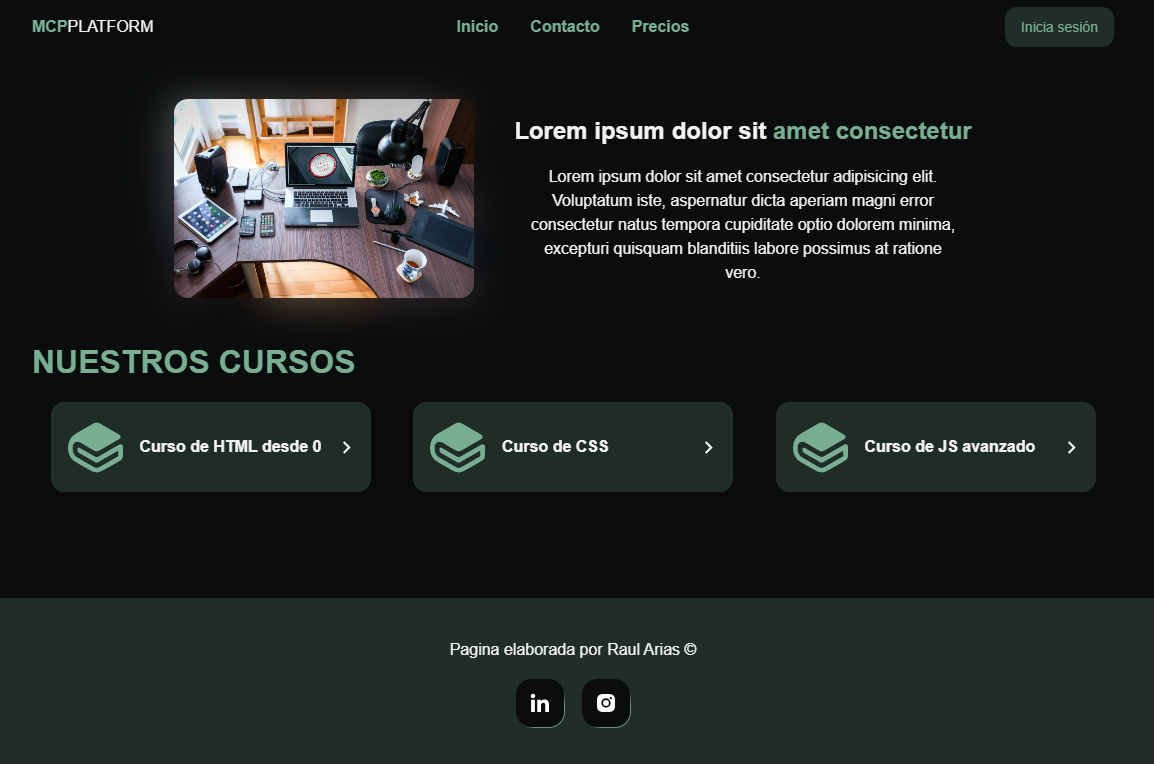 MCPPLATFORM
Inicio Contacto Precios
Inicia sesión
Lorem ipsum dolor sit amet consectetur
Lorem ipsum dolor sit amet consectetur adipisicing elit.
Voluptatum iste, aspernatur dicta aperiam magni error
consectetur natus tempora cupiditate optio dolorem minima,
excepturi quisquam blanditiis labore possimus at ratione
vero.
NUESTROS CURSOS
Curso de HTML desde 0
Curso de CSS
Curso de JS avanzado
Pagina elaborada por Raul Arias ©
in